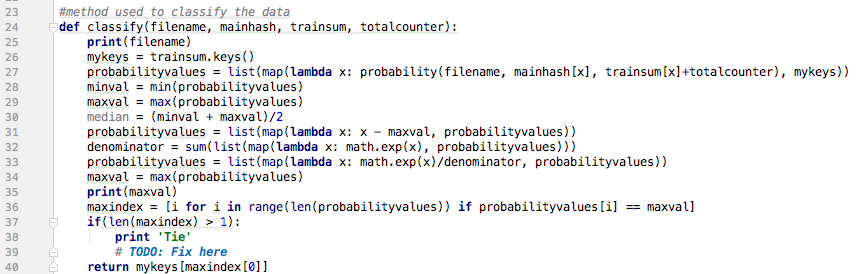 23 #method used to classify the data
24 def classify(filename, mainhash, trainsum, totalcounter):
25     print(filename)
26     mykeys = trainsum.keys()
27     probabilityvalues = list(map(lambda x: probability(filename, mainhash[x], trainsum[x]+totalcounter), mykeys))
28     minval = min(probabilityvalues)
29     maxval = max(probabilityvalues)
30     median = (minval + maxval)/2
31     probabilityvalues = list(map(lambda x: x - maxval, probabilityvalues))
32     denominator = sum(list(map(lambda x: math.exp(x), probabilityvalues)))
33     probabilityvalues = list(map(lambda x: math.exp(x)/denominator, probabilityvalues))
34     maxval = max(probabilityvalues)
35     print(maxval)
36     maxindex = [i for i in range(len(probabilityvalues)) if probabilityvalues[i] == maxval]
37     if(len(maxindex) > 1):
38         print 'Tie'
39         # TODO: Fix here
40     return mykeys[maxindex[0]]